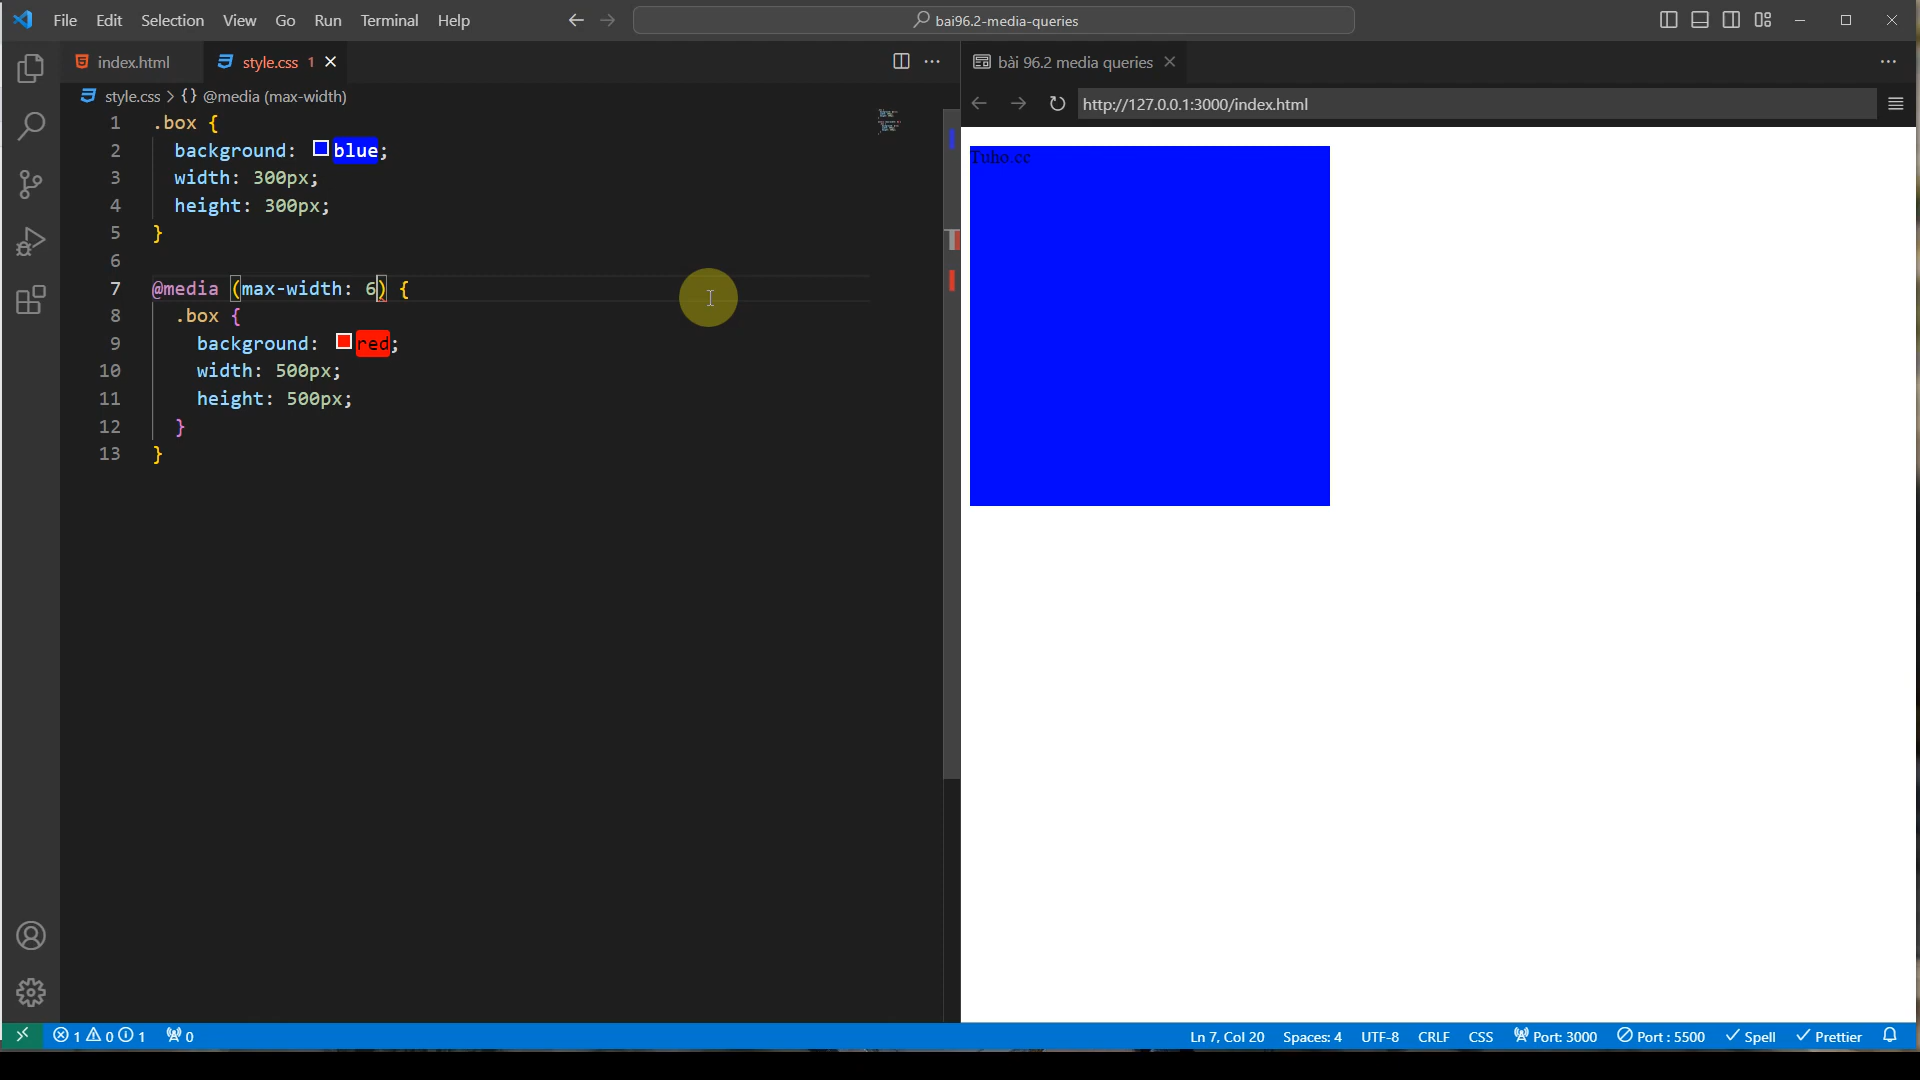 File Edit Selection View Go Run Terminal Help
bai96.2-media-queries
index.html
style.css 1
bài 96.2 media queries
style.css > {} @media (max-width)
http://127.0.0.1:3000/index.html
1 .box {
2 background: blue;
3 width: 300px;
4 height: 300px;
5 }
6
7 @media (max-width: 6) {
8 .box {
9 background: red;
10 width: 500px;
11 height: 500px;
12 }
13 }
Tuho.cc
1 0 1 0
Ln 7, Col 20 Spaces: 4 UTF-8 CRLF CSS Port: 3000 Port : 5500 Spell Prettier